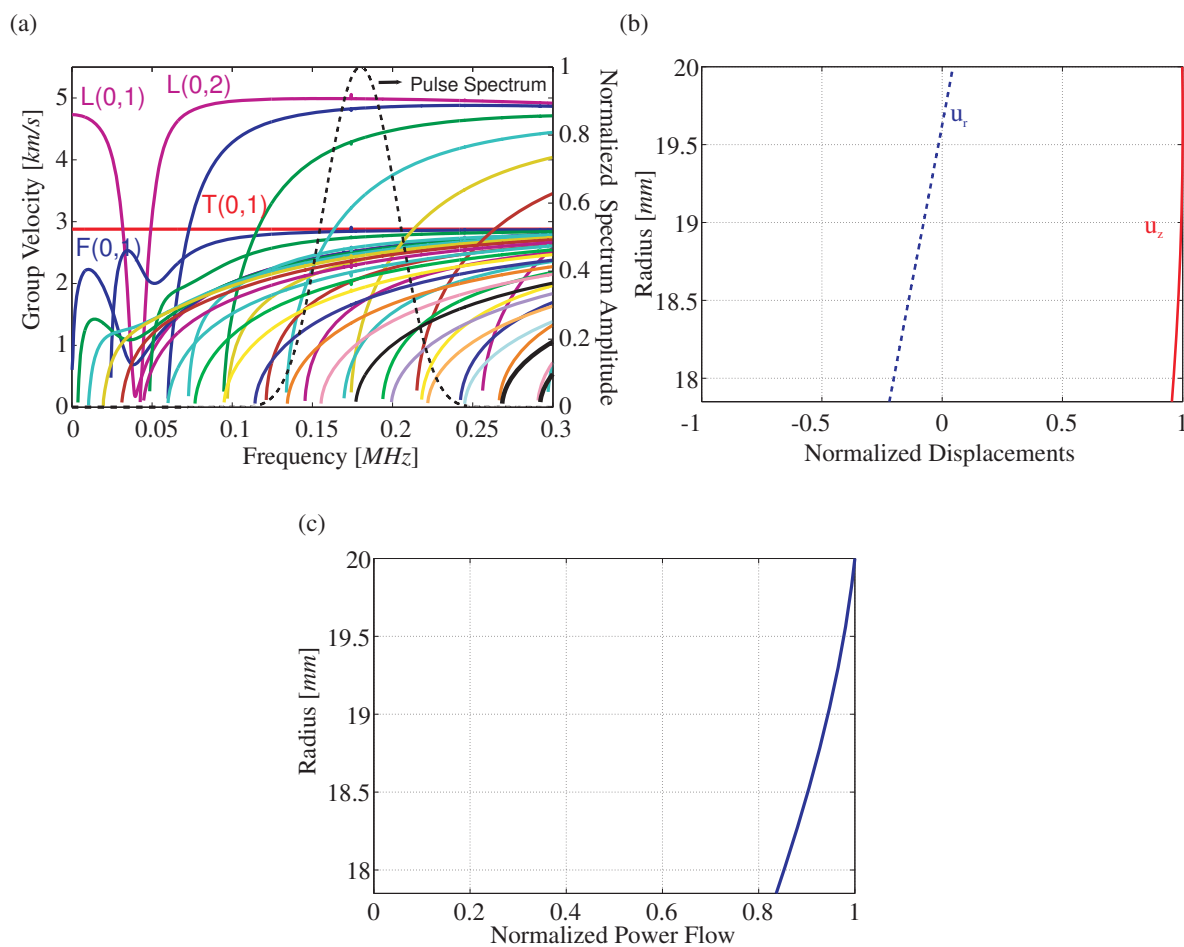 (a)
L(0,1)
L(0,2)
T(0,1)
F(0,1)
Pulse Spectrum
Group Velocity [km/s]
5
4
3
2
1
0
0 0.05 0.1 0.15 0.2 0.25 0.3
Frequency [MHz]
1
0.8
0.6
0.4
0.2
0
Normaliezd Spectrum Amplitude
(b)
u_r
u_z
Radius [mm]
20
19.5
19
18.5
18
-1 -0.5 0 0.5 1
Normalized Displacements
(c)
Radius [mm]
20
19.5
19
18.5
18
0 0.2 0.4 0.6 0.8 1
Normalized Power Flow